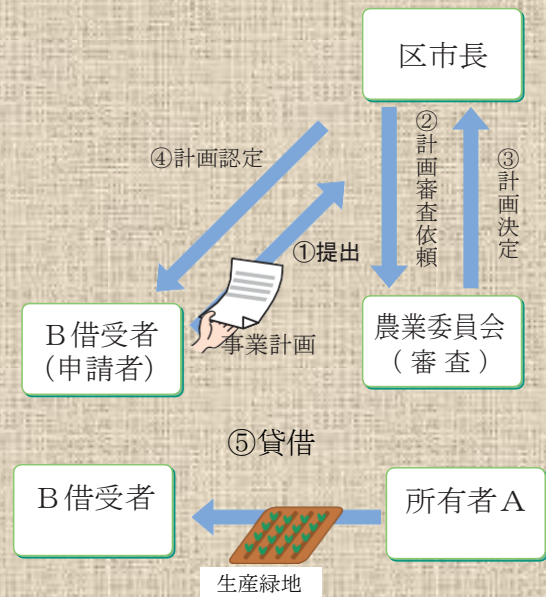 区市長
④計画認定
②計画審査依頼
③計画決定
①提出
B借受者
(申請者)
事業計画
農業委員会
(審査)
⑤貸借
B借受者
所有者A
生産緑地